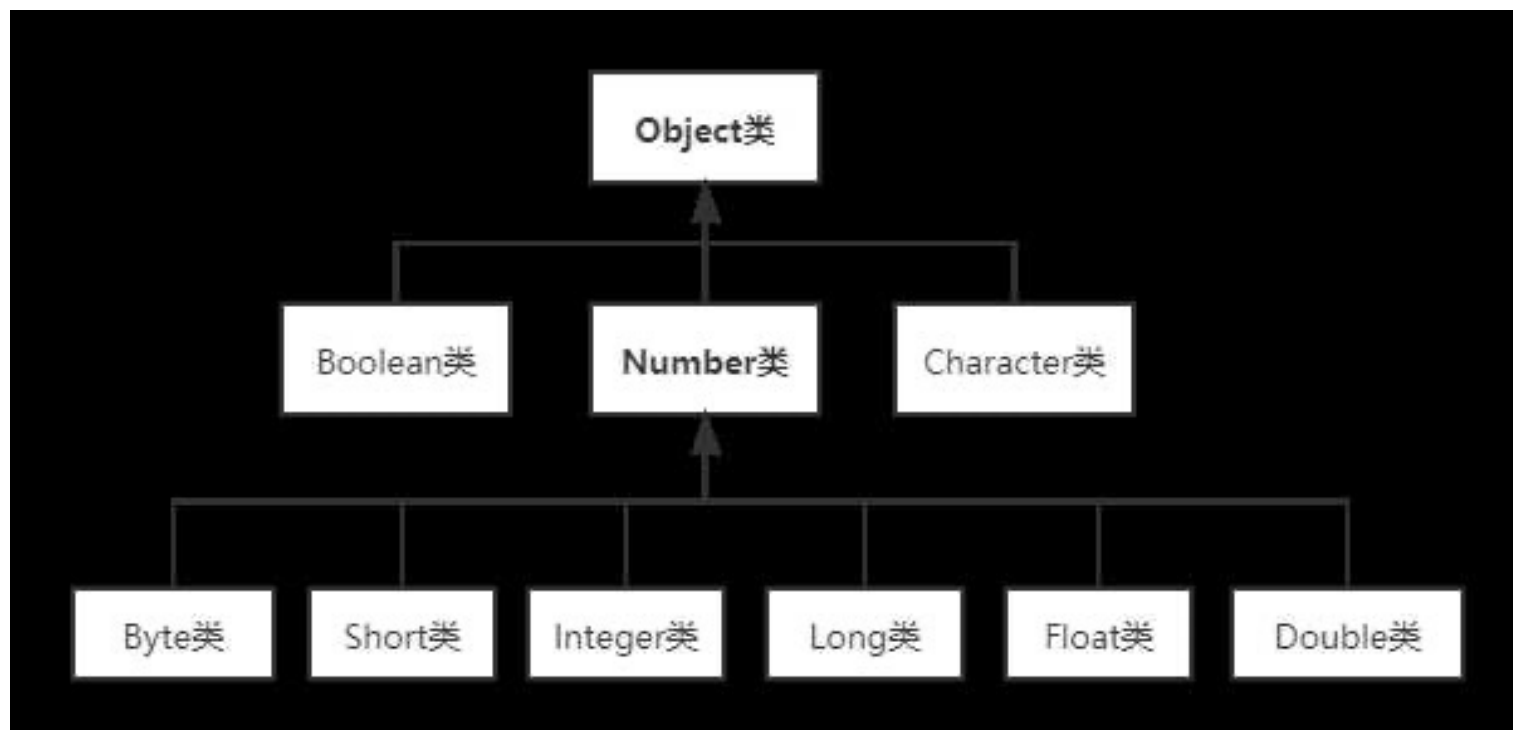 Object类
Boolean类
Number类
Character类
Byte类
Short类
Integer类
Long类
Float类
Double类